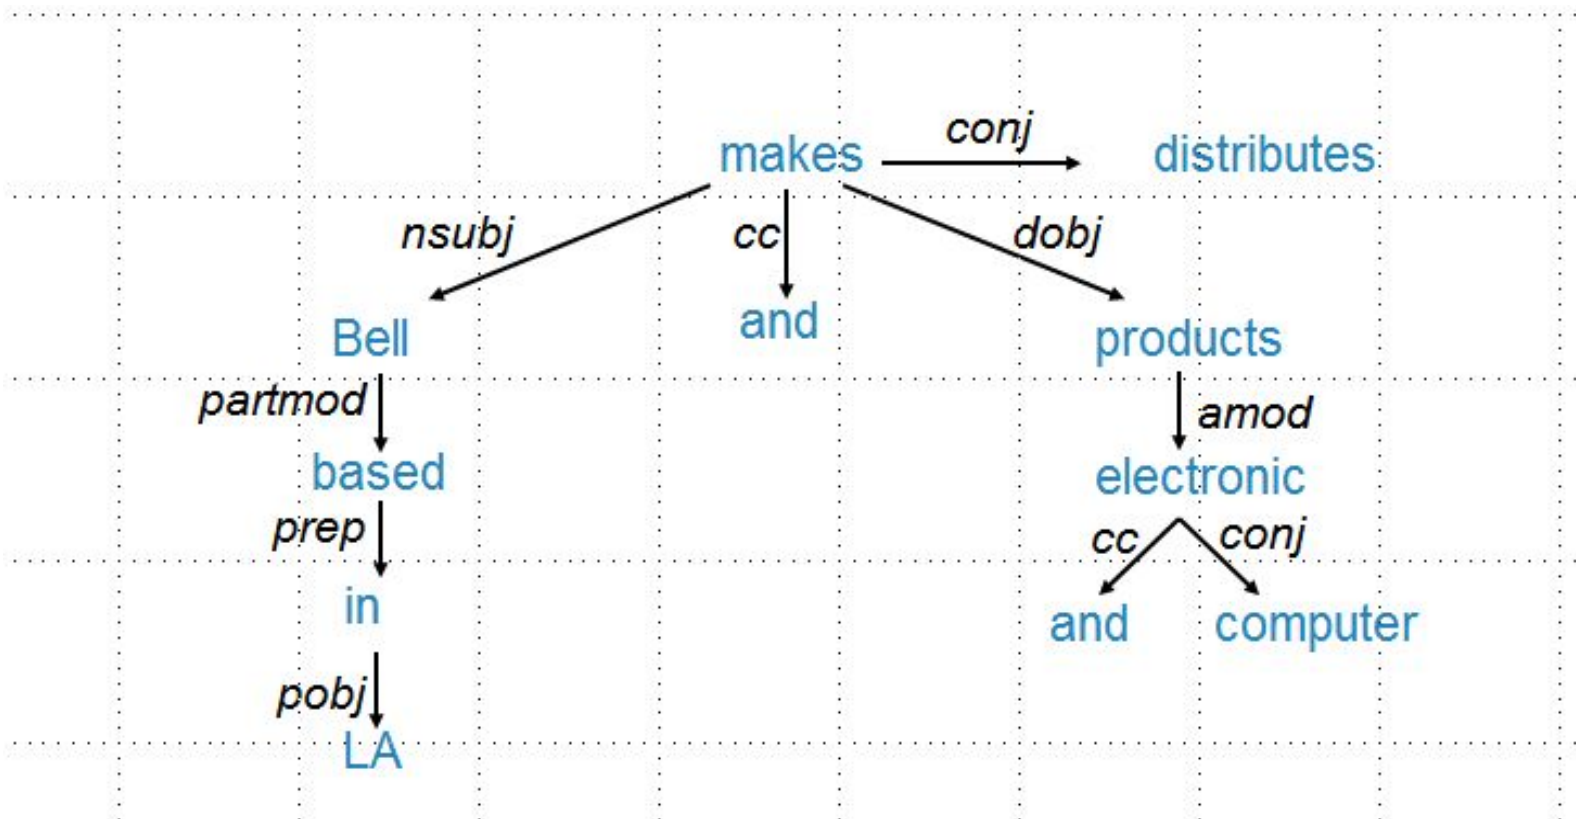 conj
makes distributes
nsubj cc dobj
and
Bell products
partmod amod
based electronic
prep cc conj
in and computer
pobj
LA